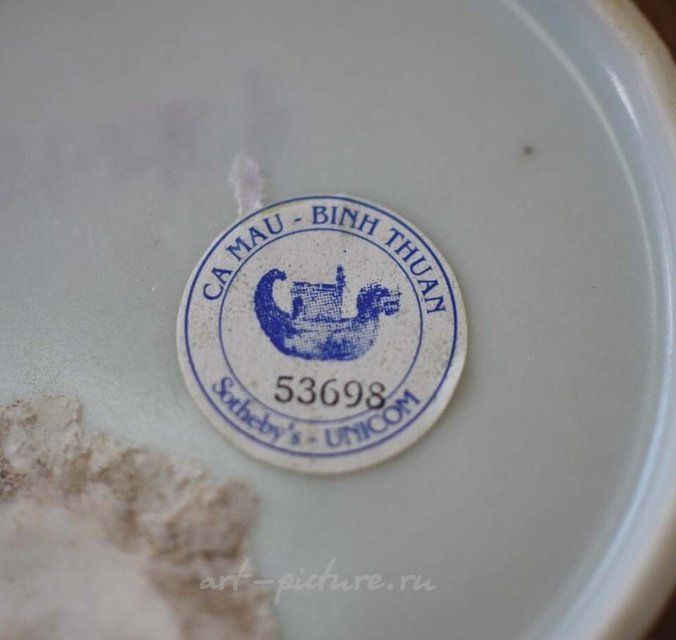 CA MAU - BINH THUAN
53698
Sotheby's - UNICOM
art-picture.ru